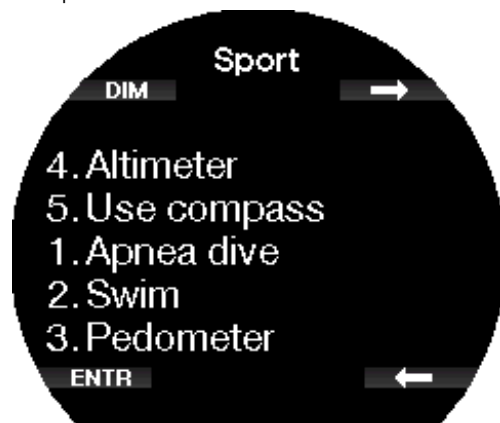 Sport
DIM
4. Altimeter
5. Use compass
1. Apnea dive
2. Swim
3. Pedometer
ENTR